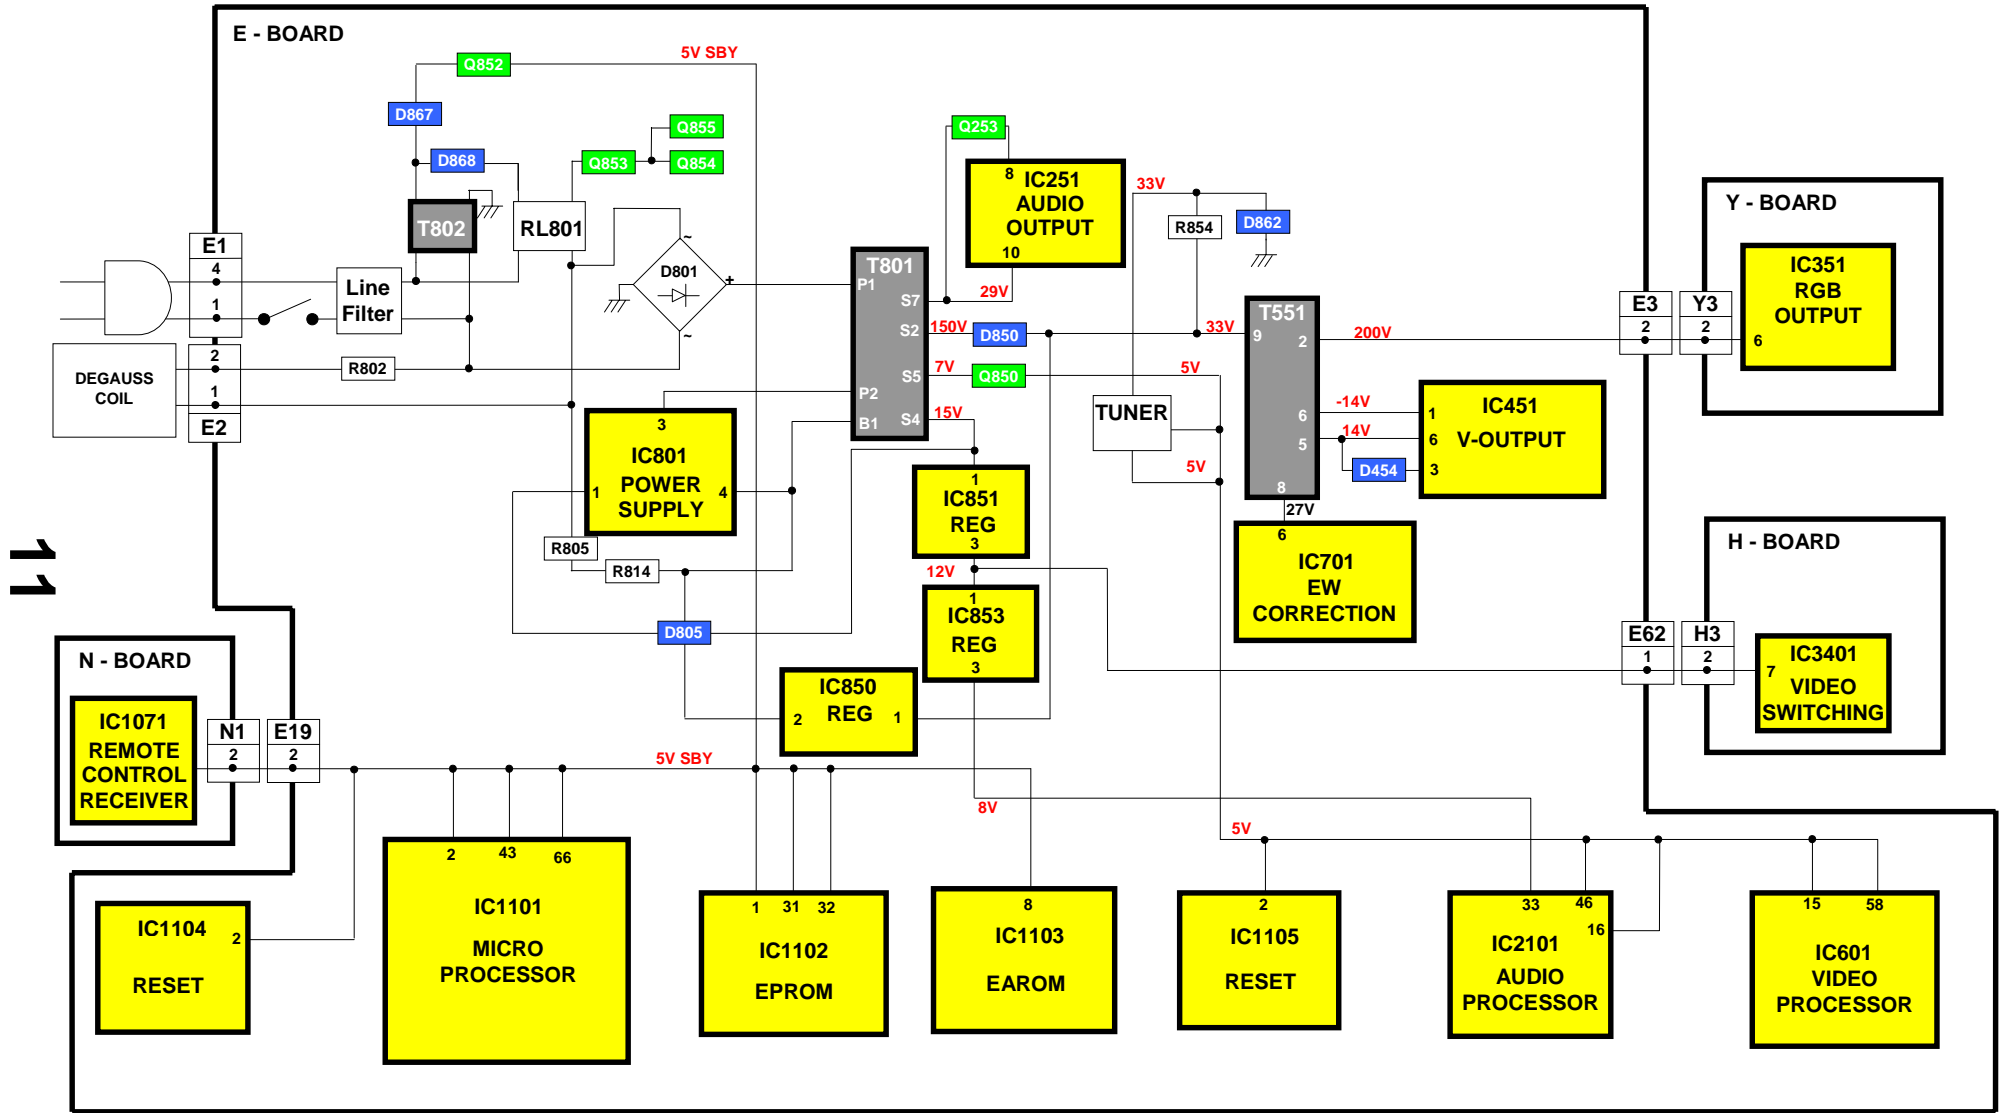 E - BOARD
Q852
5V SBY
D867
D868
Q855
Q853
Q854
Q253
T802
RL801
8
IC251
AUDIO
OUTPUT
10
33V
R854
D862
Y - BOARD
IC351
RGB
OUTPUT
6
E1
4
1
Line
Filter
~
D801
+
~
T801
P1
S7
S2
S5
P2
B1
S4
29V
150V
D850
7V
Q850
15V
33V
5V
T551
9
2
6
5
8
200V
E3
2
Y3
2
DEGAUSS
COIL
2
1
E2
R802
3
IC801
POWER
SUPPLY
1
4
TUNER
5V
-14V
14V
D454
1
6
3
IC451
V-OUTPUT
1
IC851
REG
3
27V
6
IC701
EW
CORRECTION
R805
R814
12V
1
IC853
REG
3
D805
11
H - BOARD
E62
1
H3
2
7
IC3401
VIDEO
SWITCHING
N - BOARD
IC1071
REMOTE
CONTROL
RECEIVER
N1
2
E19
2
IC850
REG
2
1
5V SBY
8V
5V
IC1104
2
RESET
2
43
66
IC1101
MICRO
PROCESSOR
1
31
32
IC1102
EPROM
8
IC1103
EAROM
2
IC1105
RESET
33
46
16
IC2101
AUDIO
PROCESSOR
15
58
IC601
VIDEO
PROCESSOR